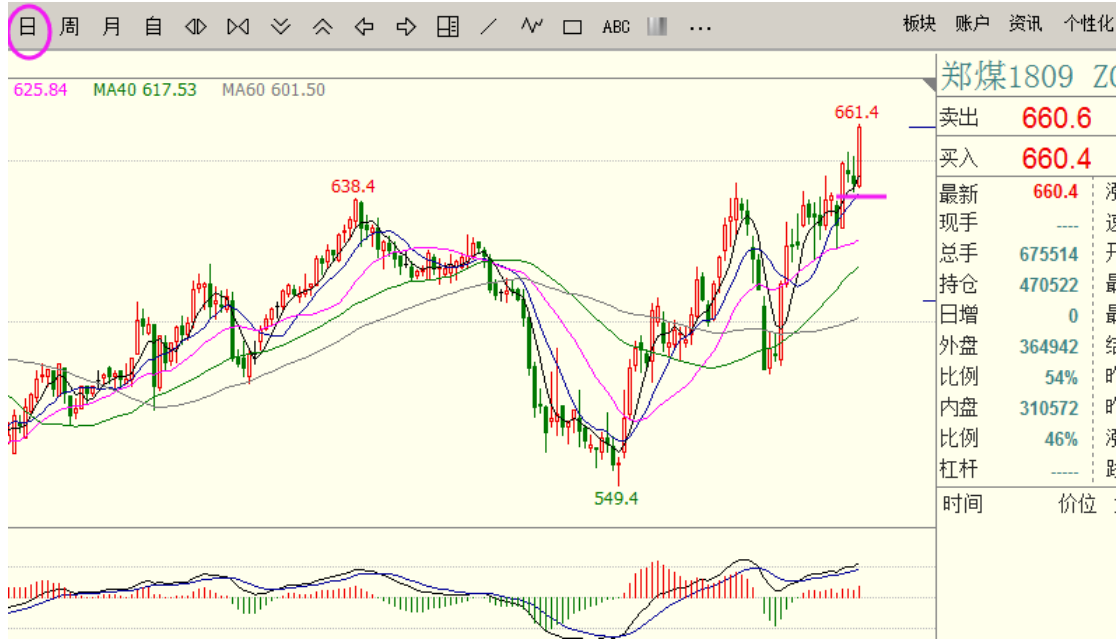 日 周 月 自 ABC ... 板块 账户 资讯 个性化
625.84 MA40 617.53 MA60 601.50
郑煤1809
卖出 660.6
买入 660.4
最新 660.4
现手 ----
总手 675514
持仓 470522
日增 0
外盘 364942
比例 54%
内盘 310572
比例 46%
杠杆 -----
时间 价位
661.4
638.4
549.4